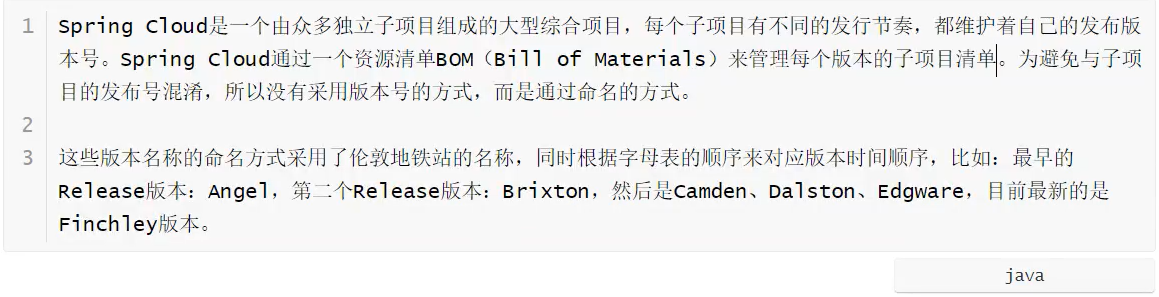 1 Spring Cloud是一个由众多独立子项目组成的大型综合项目，每个子项目有不同的发行节奏，都维护着自己的发布版
本号。Spring Cloud通过一个资源清单BOM（Bill of Materials）来管理每个版本的子项目清单。为避免与子项
目的发布号混淆，所以没有采用版本号的方式，而是通过命名的方式。
2
3 这些版本名称的命名方式采用了伦敦地铁站的名称，同时根据字母表的顺序来对应版本时间顺序，比如：最早的
Release版本：Angel，第二个Release版本：Brixton，然后是Camden、Dalston、Edgware，目前最新的是
Finchley版本。
java